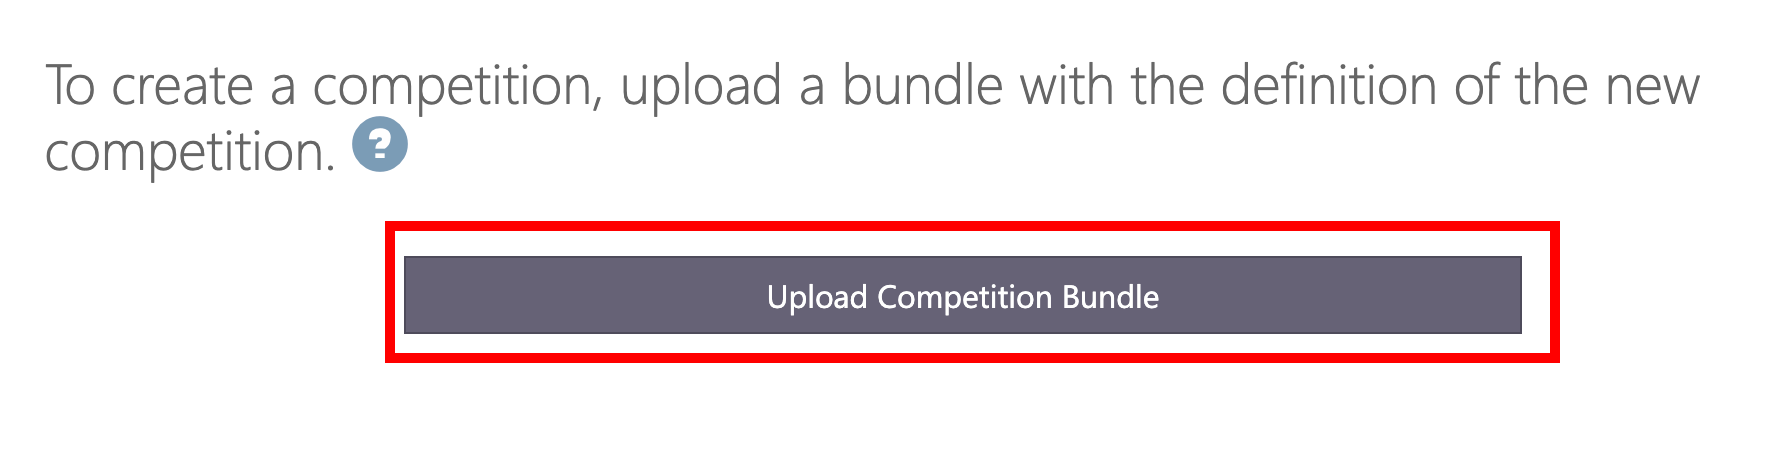 To create a competition, upload a bundle with the definition of the new
competition. ?
Upload Competition Bundle